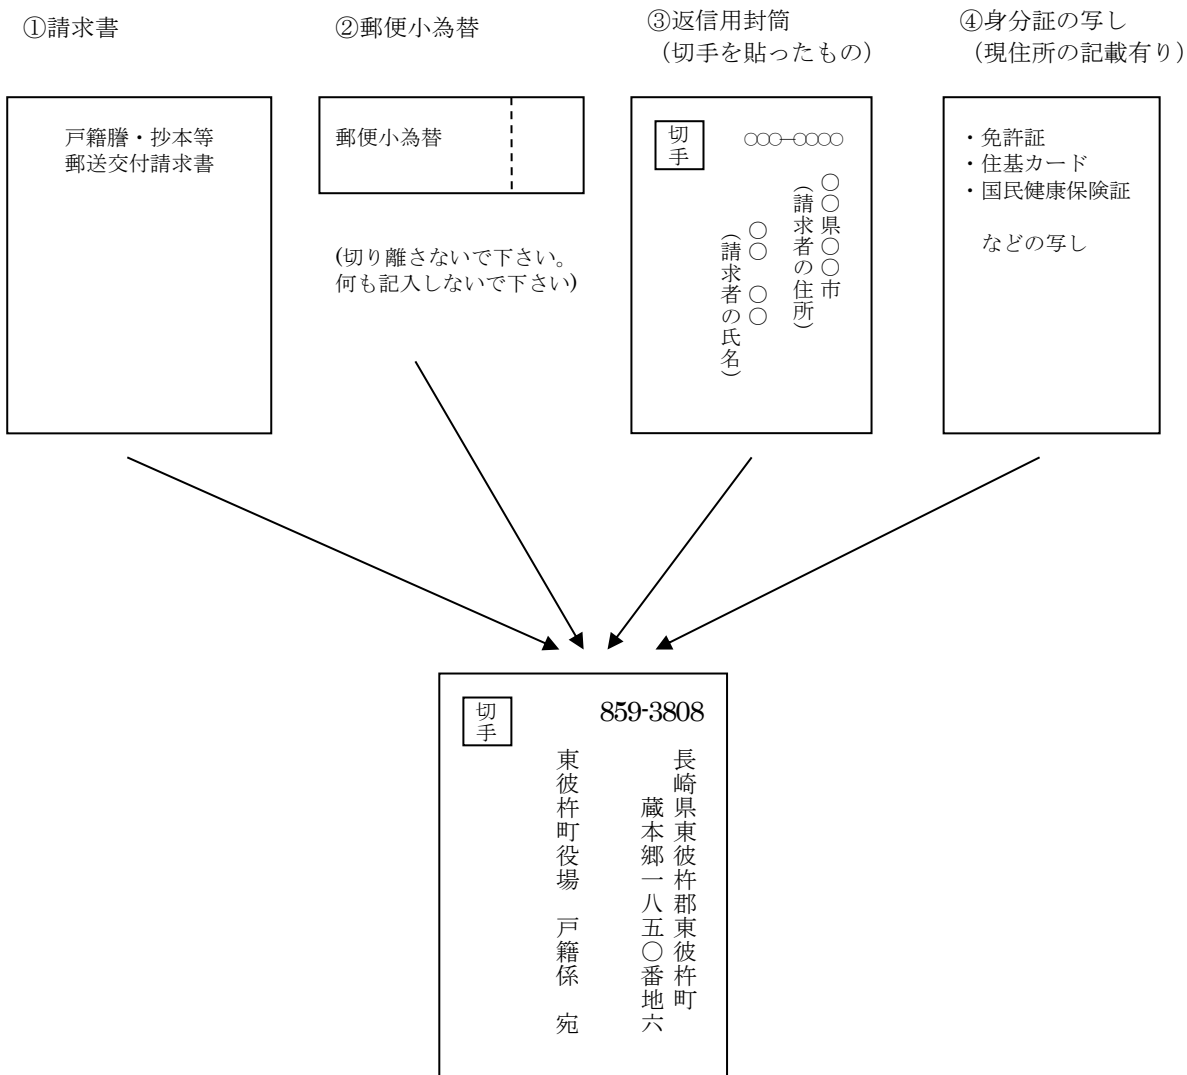 ①請求書
②郵便小為替
③返信用封筒
(切手を貼ったもの)
④身分証の写し
(現住所の記載有り)
戸籍謄・抄本等
郵送交付請求書
郵便小為替
(切り離さないで下さい。
何も記入しないで下さい)
切手
○○○―○○○○
○○県○○市
(請求者の住所)
○○ ○○
(請求者の氏名)
・免許証
・住基カード
・国民健康保険証
などの写し
切手
859-3808
長崎県東彼杵郡東彼杵町
蔵本郷一八五〇番地六
東彼杵町役場 戸籍係 宛